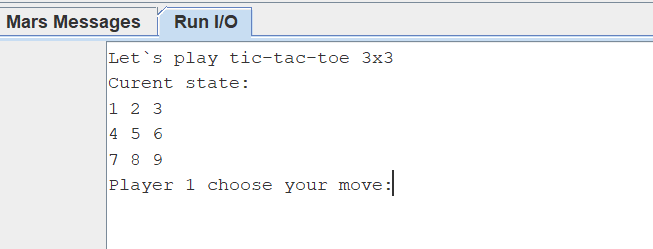 Mars Messages Run I/O
Let`s play tic-tac-toe 3x3
Curent state:
1 2 3
4 5 6
7 8 9
Player 1 choose your move: